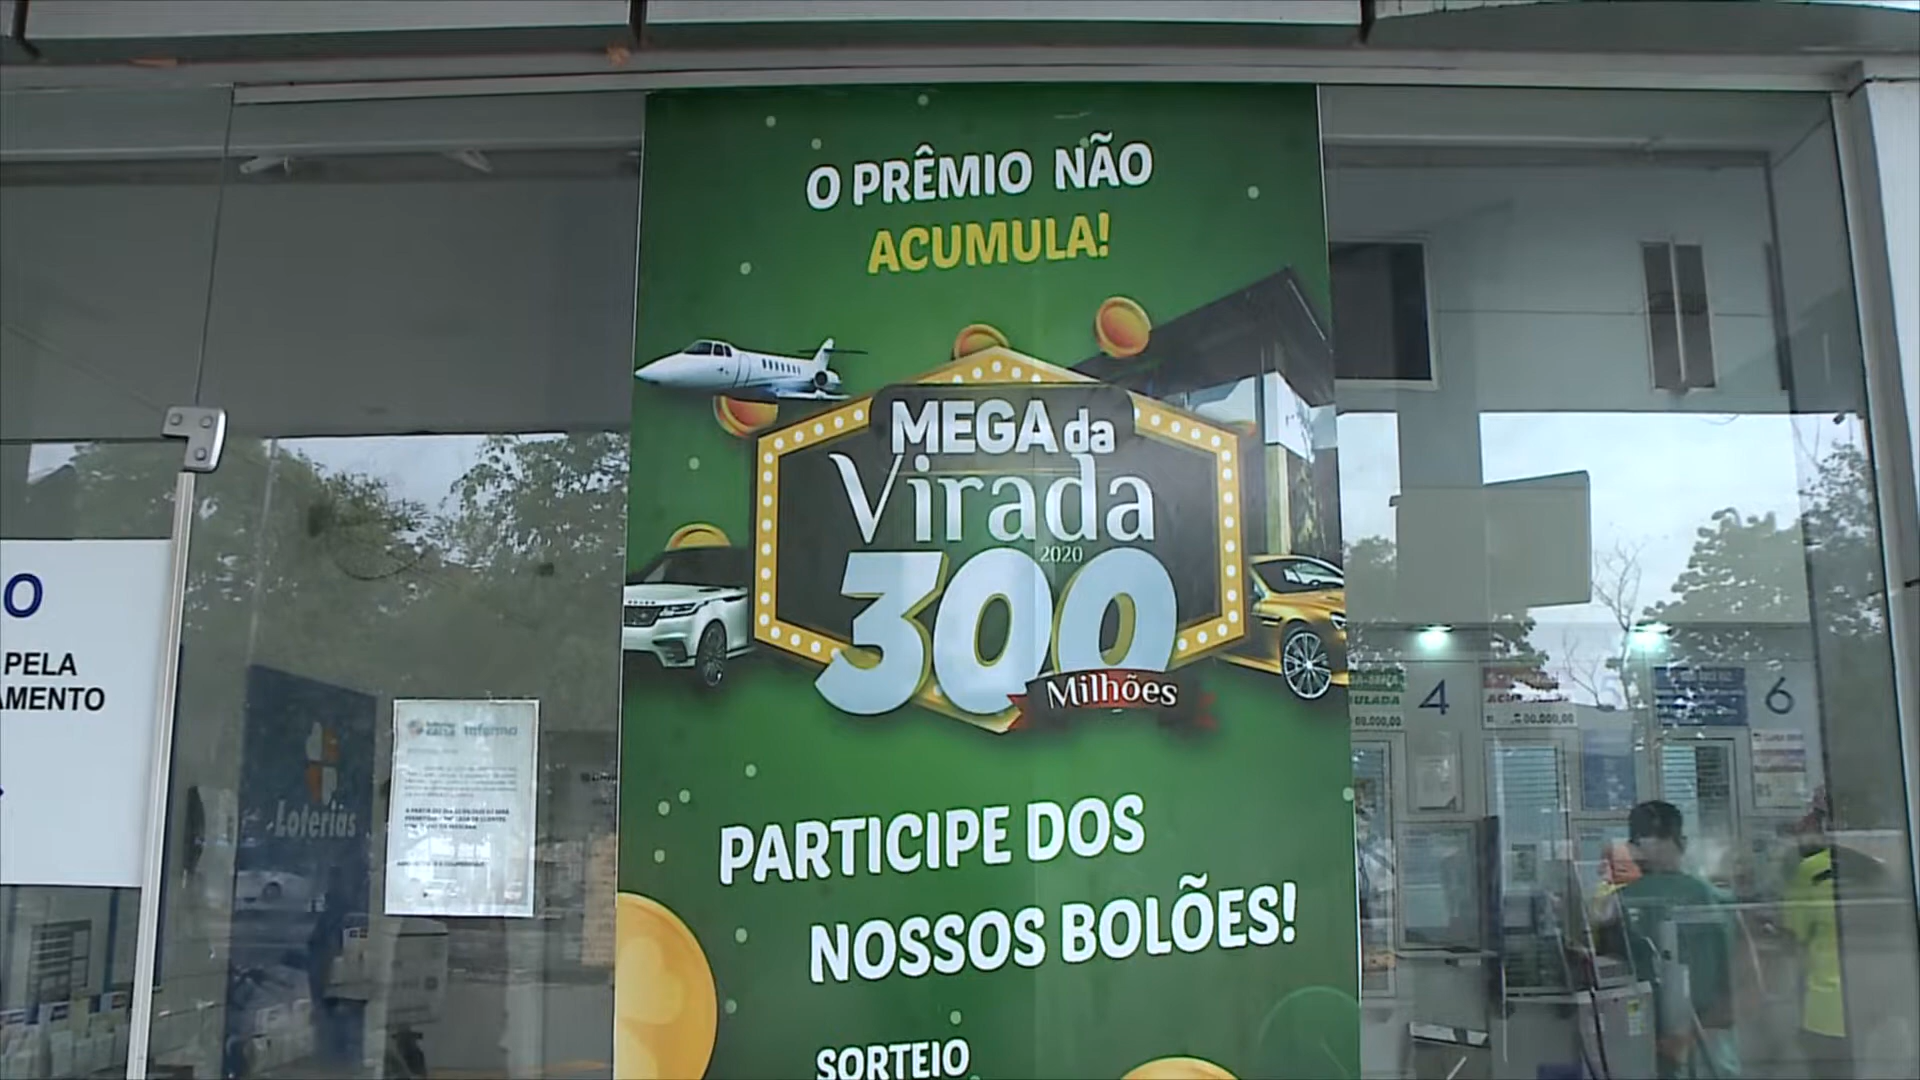 O PRÊMIO NÃO
ACUMULA!
MEGA da
Virada
2020
300
Milhões
PARTICIPE DOS
NOSSOS BOLÕES!
SORTEIO
O
PELA
AMENTO
Loterias
4
6